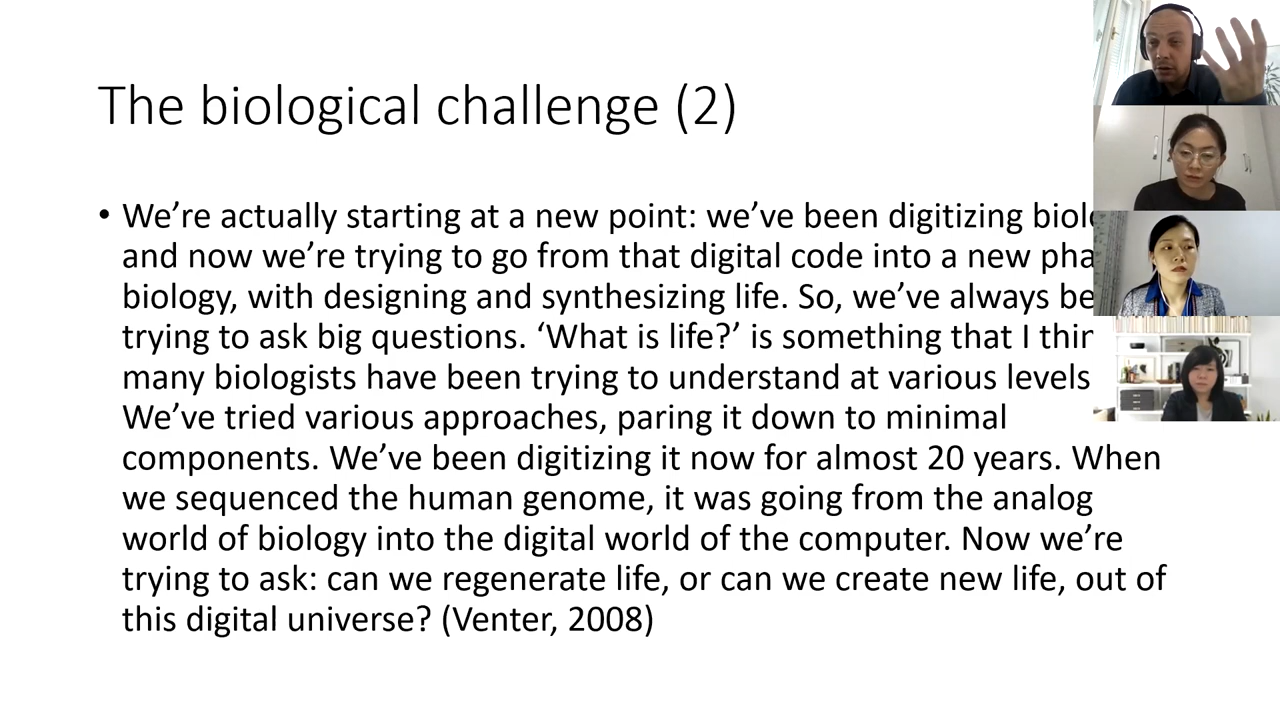 The biological challenge (2)
• We’re actually starting at a new point: we’ve been digitizing
and now we’re trying to go from that digital code into a new
biology, with designing and synthesizing life. So, we’ve always
trying to ask big questions. ‘What is life?’ is something that I
many biologists have been trying to understand at various levels
We’ve tried various approaches, paring it down to minimal
components. We’ve been digitizing it now for almost 20 years. When
we sequenced the human genome, it was going from the analog
world of biology into the digital world of the computer. Now we’re
trying to ask: can we regenerate life, or can we create new life, out of
this digital universe? (Venter, 2008)